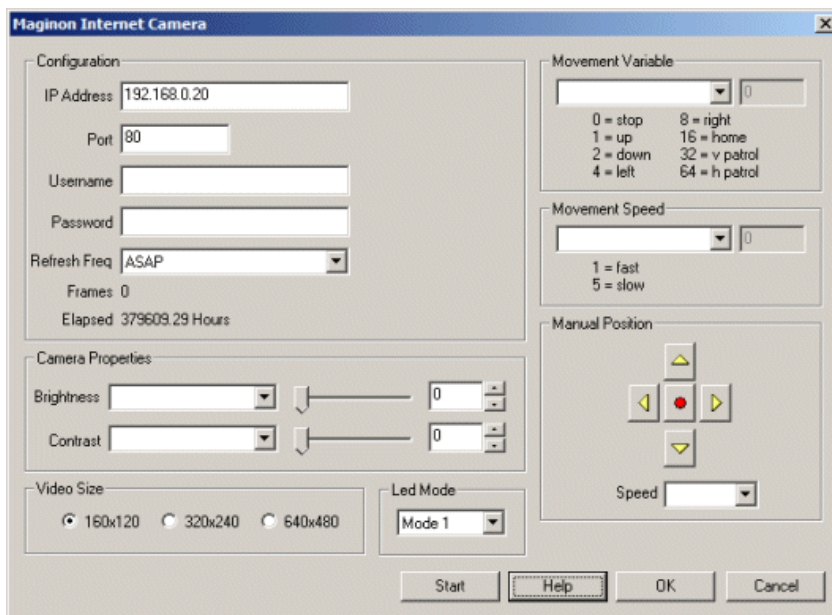 Maginon Internet Camera
Configuration
IP Address 192.168.0.20
Port 80
Username
Password
Refresh Freq ASAP
Frames 0
Elapsed 379609.29 Hours
Camera Properties
Brightness 0
Contrast 0
Video Size
160x120 320x240 640x480
Led Mode
Mode 1
Movement Variable
0
0 = stop 8 = right
1 = up 16 = home
2 = down 32 = v patrol
4 = left 64 = h patrol
Movement Speed
0
1 = fast
5 = slow
Manual Position
Speed
Start Help OK Cancel